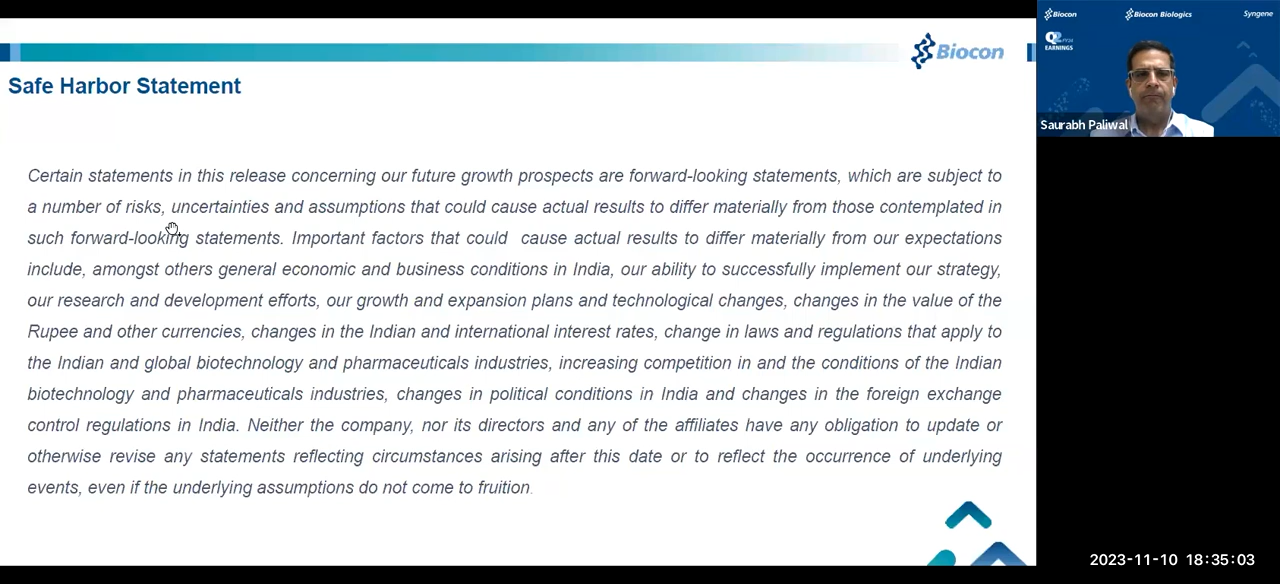 Biocon
Safe Harbor Statement
Certain statements in this release concerning our future growth prospects are forward-looking statements, which are subject to
a number of risks, uncertainties and assumptions that could cause actual results to differ materially from those contemplated in
such forward-looking statements. Important factors that could cause actual results to differ materially from our expectations
include, amongst others general economic and business conditions in India, our ability to successfully implement our strategy,
our research and development efforts, our growth and expansion plans and technological changes, changes in the value of the
Rupee and other currencies, changes in the Indian and international interest rates, change in laws and regulations that apply to
the Indian and global biotechnology and pharmaceuticals industries, increasing competition in and the conditions of the Indian
biotechnology and pharmaceuticals industries, changes in political conditions in India and changes in the foreign exchange
control regulations in India. Neither the company, nor its directors and any of the affiliates have any obligation to update or
otherwise revise any statements reflecting circumstances arising after this date or to reflect the occurrence of underlying
events, even if the underlying assumptions do not come to fruition.
Biocon Biocon Biologics Syngene
EARNINGS
Saurabh Paliwal
2023-11-10 18:35:03